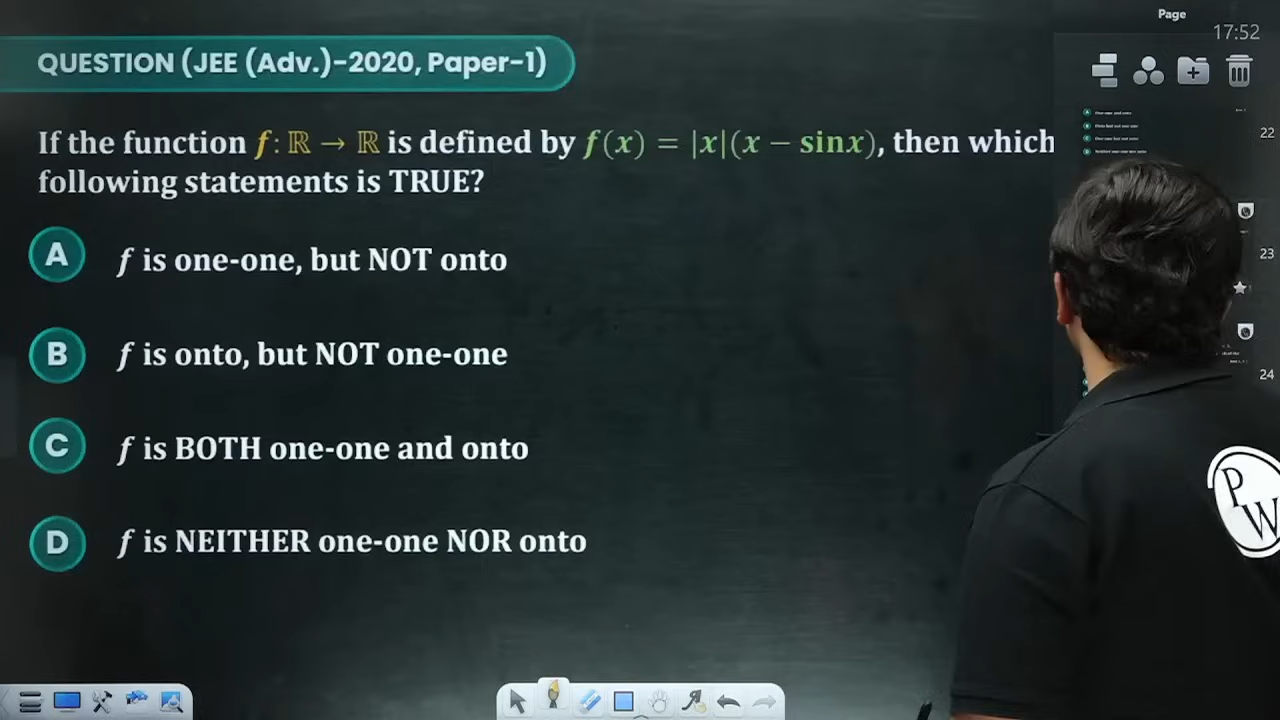 Page
17:52
QUESTION (JEE (Adv.)-2020, Paper-1)
If the function f: ℝ → ℝ is defined by f(x) = |x|(x − sinx), then which
following statements is TRUE?
A f is one-one, but NOT onto
B f is onto, but NOT one-one
C f is BOTH one-one and onto
D f is NEITHER one-one NOR onto
22
23
24
PW